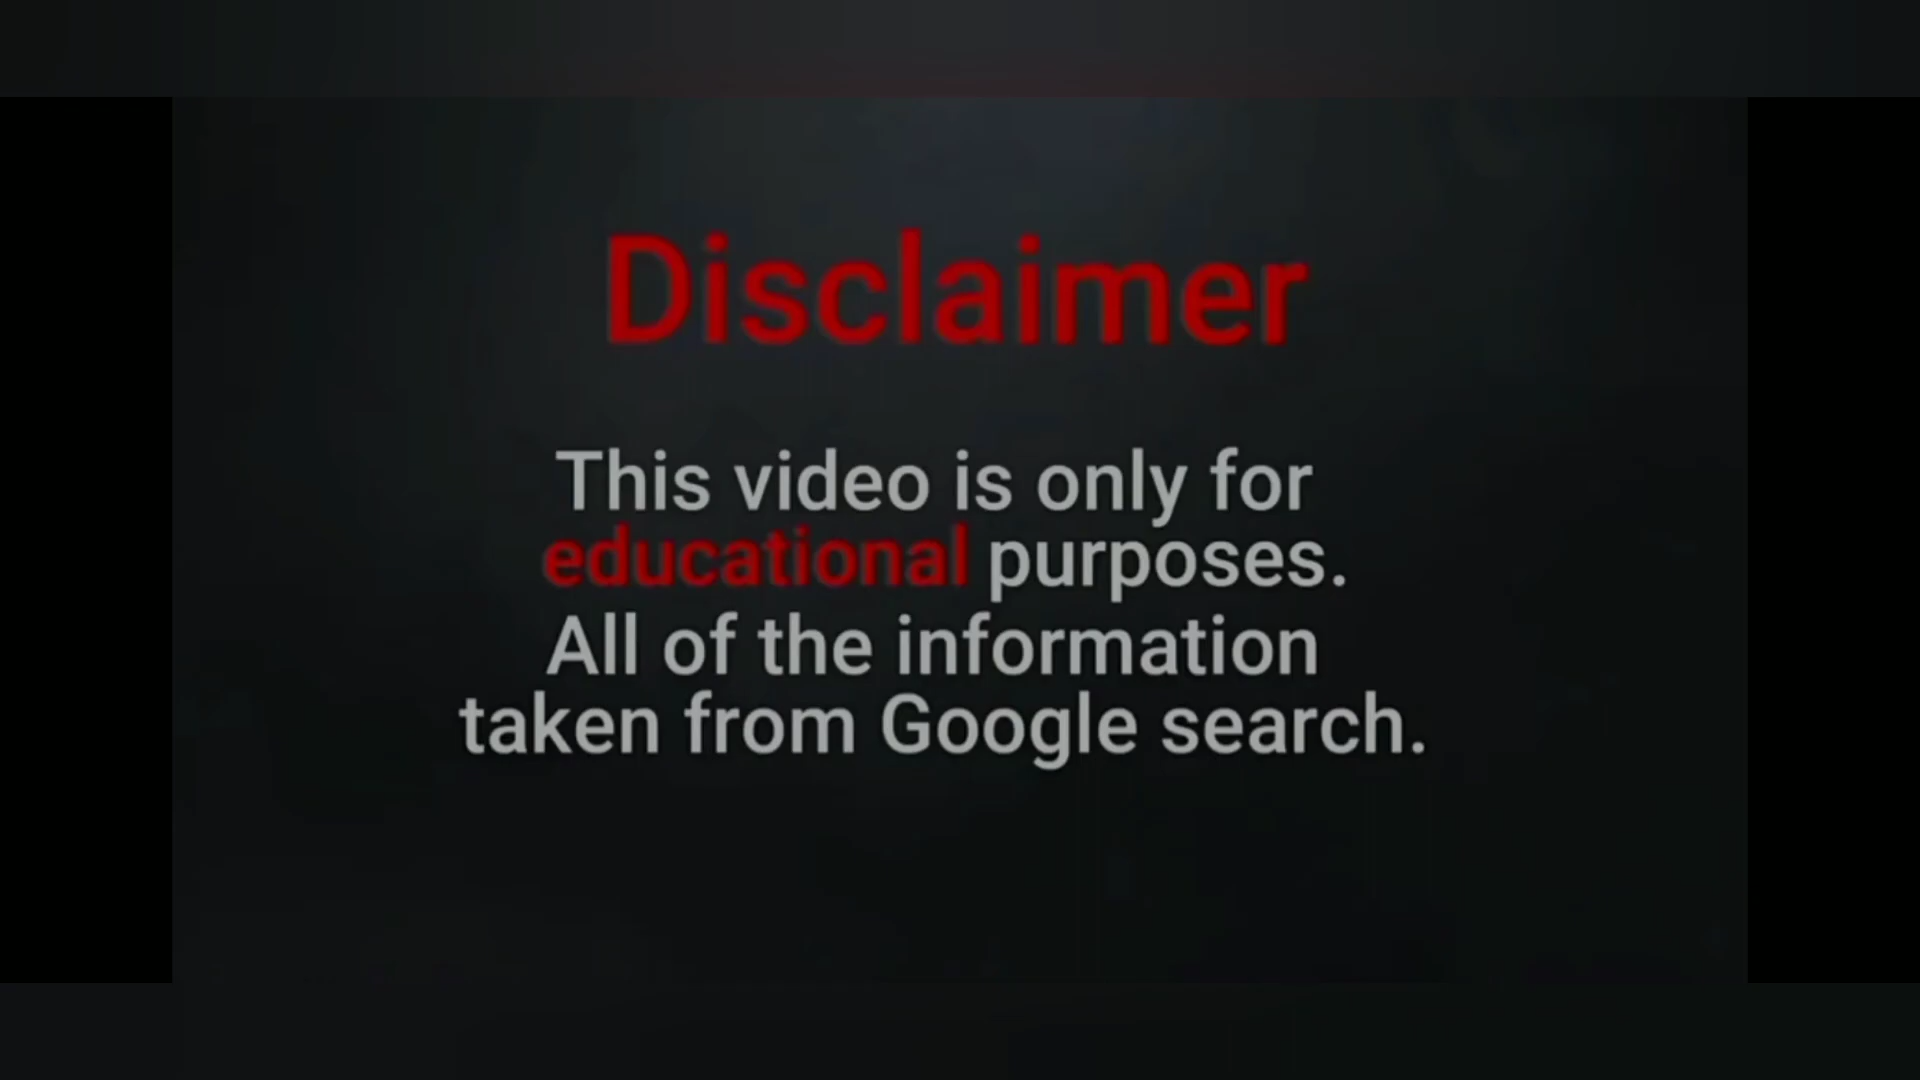 Disclaimer
This video is only for
educational purposes.
All of the information
taken from Google search.